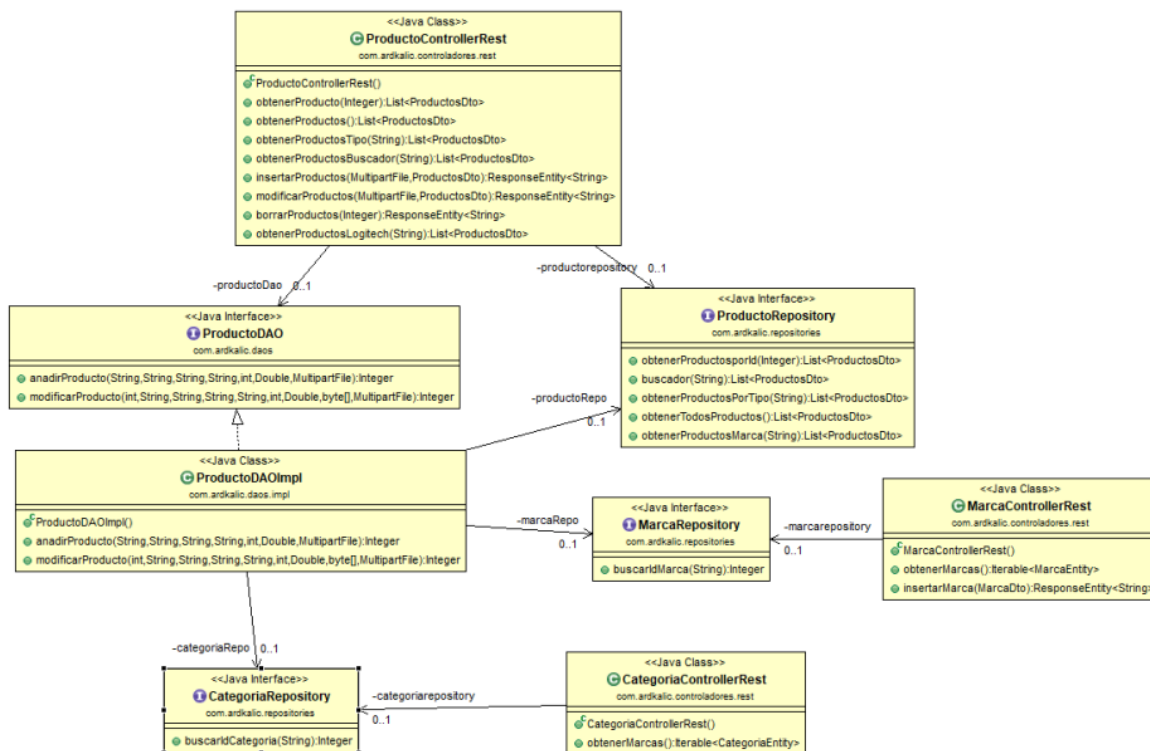 <<Java Class>>
ProductoControllerRest
com.ardkalic.controladores.rest
ProductoControllerRest()
obtenerProducto(Integer):List<ProductosDto>
obtenerProductos():List<ProductosDto>
obtenerProductosTipo(String):List<ProductosDto>
obtenerProductosBuscador(String):List<ProductosDto>
insertarProductos(MultipartFile,ProductosDto):ResponseEntity<String>
modificarProductos(MultipartFile,ProductosDto):ResponseEntity<String>
borrarProductos(Integer):ResponseEntity<String>
obtenerProductosLogitech(String):List<ProductosDto>
-productoDao
0..1
-productorepository
0..1
<<Java Interface>>
ProductoDAO
com.ardkalic.daos
anadirProducto(String,String,String,String,int,Double,MultipartFile):Integer
modificarProducto(int,String,String,String,String,int,Double,byte[],MultipartFile):Integer
<<Java Interface>>
ProductoRepository
com.ardkalic.repositories
obtenerProductosporId(Integer):List<ProductosDto>
buscador(String):List<ProductosDto>
obtenerProductosPorTipo(String):List<ProductosDto>
obtenerTodosProductos():List<ProductosDto>
obtenerProductosMarca(String):List<ProductosDto>
-productoRepo
0..1
<<Java Class>>
ProductoDAOImpl
com.ardkalic.daos.impl
ProductoDAOImpl()
anadirProducto(String,String,String,String,int,Double,MultipartFile):Integer
modificarProducto(int,String,String,String,String,int,Double,byte[],MultipartFile):Integer
-marcaRepo
0..1
<<Java Interface>>
MarcaRepository
com.ardkalic.repositories
buscarIdMarca(String):Integer
-marcarepository
0..1
<<Java Class>>
MarcaControllerRest
com.ardkalic.controladores.rest
MarcaControllerRest()
obtenerMarcas():Iterable<MarcaEntity>
insertarMarca(MarcaDto):ResponseEntity<String>
-categoriaRepo
0..1
<<Java Interface>>
CategoriaRepository
com.ardkalic.repositories
buscarIdCategoria(String):Integer
-categoriarepository
0..1
<<Java Class>>
CategoriaControllerRest
com.ardkalic.controladores.rest
CategoriaControllerRest()
obtenerMarcas():Iterable<CategoriaEntity>